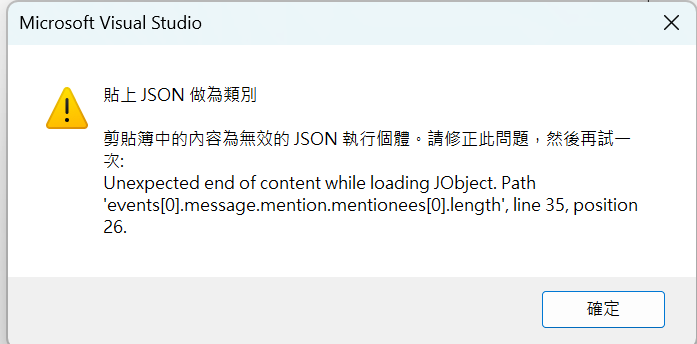 Microsoft Visual Studio
貼上 JSON 做為類別
剪貼簿中的內容為無效的 JSON 執行個體。請修正此問題，然後再試一
次:
Unexpected end of content while loading JObject. Path
'events[0].message.mention.mentionees[0].length', line 35, position
26.
確定